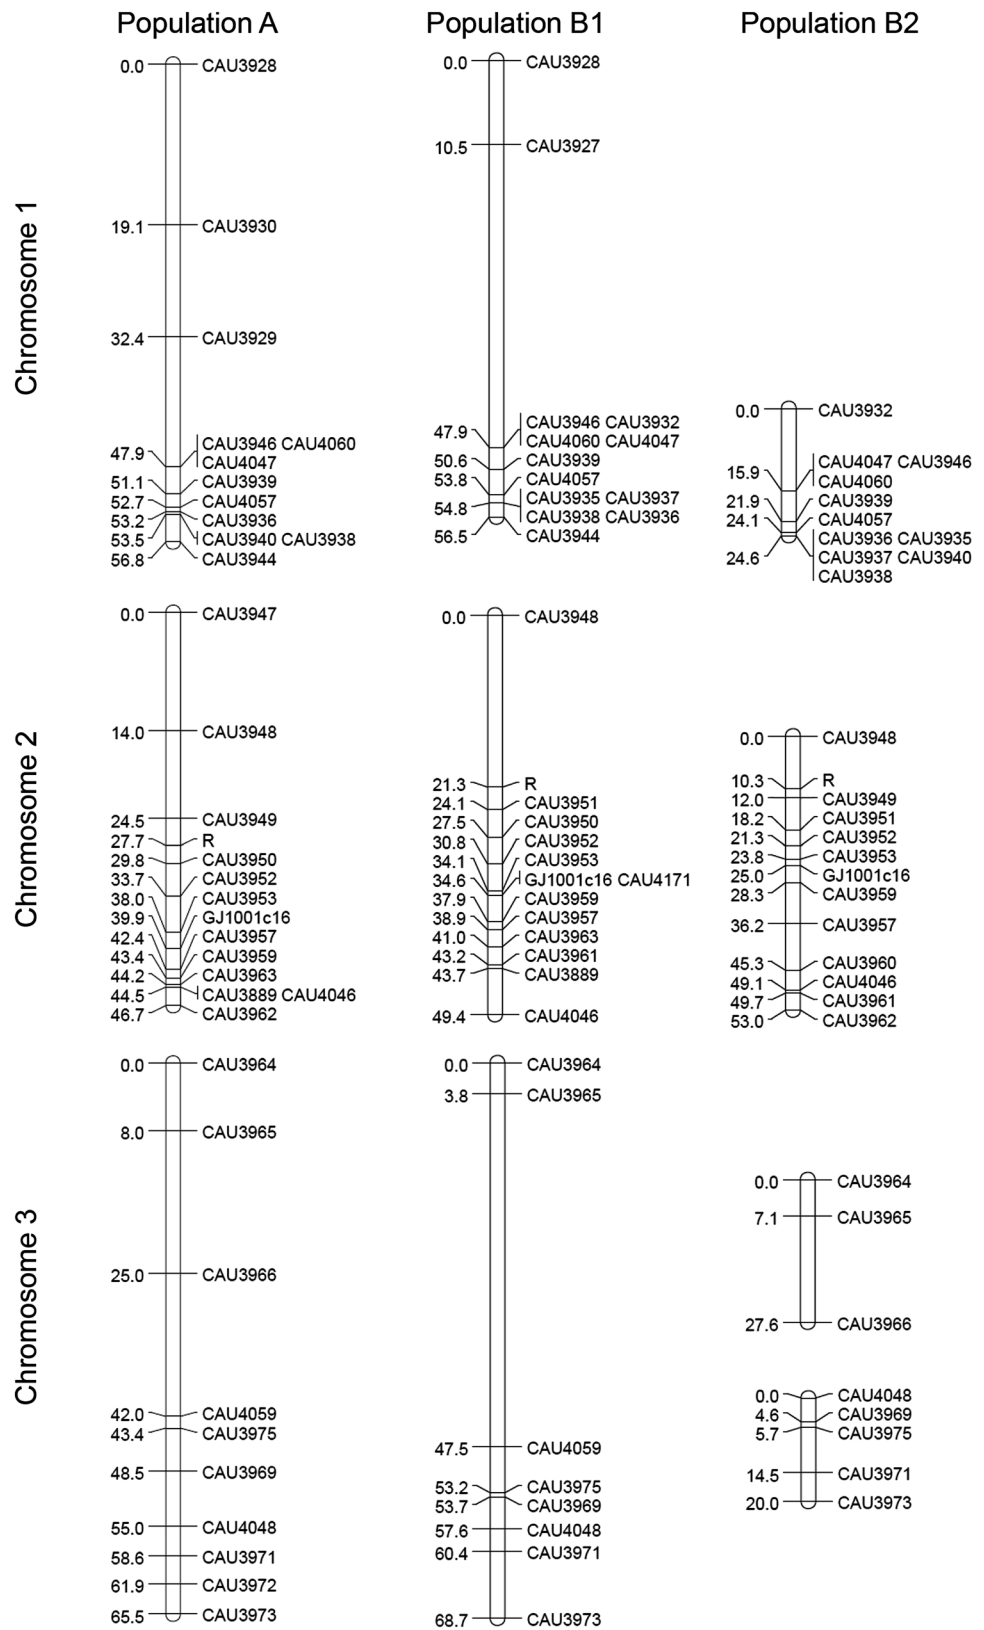 Population A
Population B1
Population B2
Chromosome 1
0.0 CAU3928
19.1 CAU3930
32.4 CAU3929
CAU3946 CAU4060
47.9
CAU4047
51.1 CAU3939
52.7 CAU4057
53.2 CAU3936
53.5 CAU3940 CAU3938
56.8 CAU3944
0.0 CAU3928
10.5 CAU3927
CAU3946 CAU3932
47.9
CAU4060 CAU4047
50.6 CAU3939
53.8 CAU4057
CAU3935 CAU3937
54.8
CAU3938 CAU3936
56.5 CAU3944
0.0 CAU3932
CAU4047 CAU3946
15.9
CAU4060
21.9 CAU3939
24.1 CAU4057
CAU3936 CAU3935
24.6 CAU3937 CAU3940
CAU3938
Chromosome 2
0.0 CAU3947
14.0 CAU3948
24.5 CAU3949
27.7 R
29.8 CAU3950
33.7 CAU3952
38.0 CAU3953
39.9 GJ1001c16
42.4 CAU3957
43.4 CAU3959
44.2 CAU3963
44.5 CAU3889 CAU4046
46.7 CAU3962
0.0 CAU3948
21.3 R
24.1 CAU3951
27.5 CAU3950
30.8 CAU3952
34.1 CAU3953
34.6 GJ1001c16 CAU4171
37.9 CAU3959
38.9 CAU3957
41.0 CAU3963
43.2 CAU3961
43.7 CAU3889
49.4 CAU4046
0.0 CAU3948
10.3 R
12.0 CAU3949
18.2 CAU3951
21.3 CAU3952
23.8 CAU3953
25.0 GJ1001c16
28.3 CAU3959
36.2 CAU3957
45.3 CAU3960
49.1 CAU4046
49.7 CAU3961
53.0 CAU3962
Chromosome 3
0.0 CAU3964
8.0 CAU3965
25.0 CAU3966
42.0 CAU4059
43.4 CAU3975
48.5 CAU3969
55.0 CAU4048
58.6 CAU3971
61.9 CAU3972
65.5 CAU3973
0.0 CAU3964
3.8 CAU3965
47.5 CAU4059
53.2 CAU3975
53.7 CAU3969
57.6 CAU4048
60.4 CAU3971
68.7 CAU3973
0.0 CAU3964
7.1 CAU3965
27.6 CAU3966
0.0 CAU4048
4.6 CAU3969
5.7 CAU3975
14.5 CAU3971
20.0 CAU3973